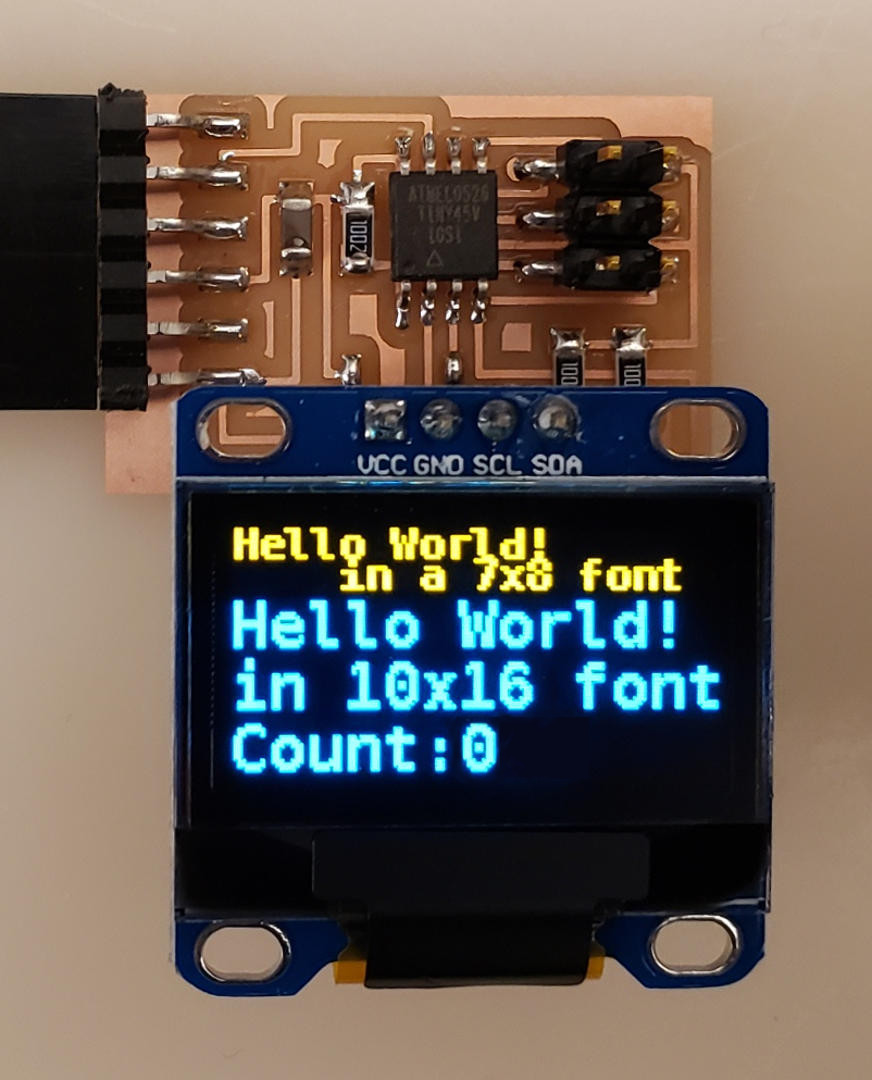 ATMEL0526
TINY45V
10SI
1002
100
100
VCC GND SCL SDA
Hello World!
in a 7x8 font
Hello World!
in 10x16 font
Count:0